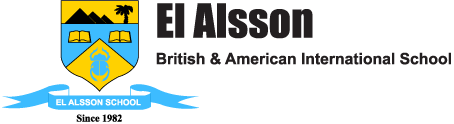 El Alsson
British & American International School
EL ALSSON SCHOOL
Since 1982